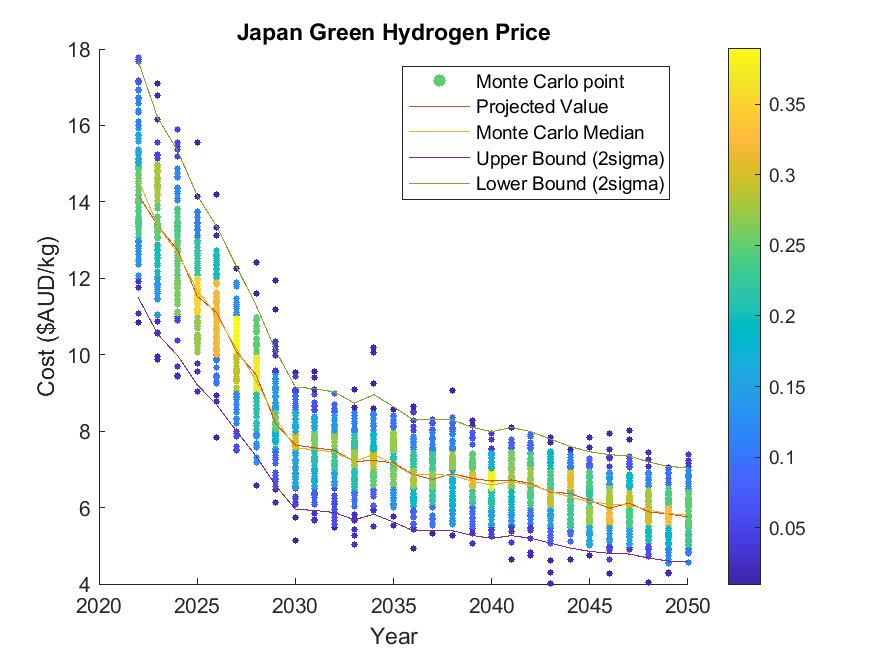 Japan Green Hydrogen Price
18
16
14
12
10
8
6
4
Cost ($AUD/kg)
2020
2025
2030
2035
2040
2045
2050
Year
Monte Carlo point
Projected Value
Monte Carlo Median
Upper Bound (2sigma)
Lower Bound (2sigma)
0.35
0.3
0.25
0.2
0.15
0.1
0.05